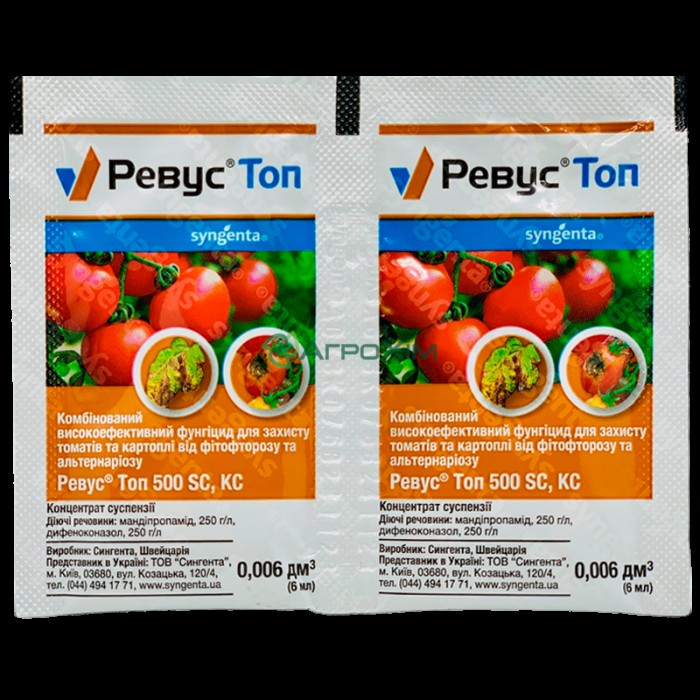 Ревус® Топ
syngenta®
Комбінований
високоефективний фунгіцид для захисту
томатів та картоплі від фітофторозу та
альтернаріозу
Ревус® Топ 500 SC, КС
Концентрат суспензії
Діючі речовини: мандіпропамід, 250 г/л,
дифеноконазол, 250 г/л
Виробник: Сингента, Швейцарія
Представник в Україні: ТОВ "Сингента",
м. Київ, 03680, вул. Козацька, 120/4,
тел. (044) 494 17 71, www.syngenta.ua
0,006 дм³
(6 мл)
Ревус® Топ
syngenta®
Комбінований
високоефективний фунгіцид для захисту
томатів та картоплі від фітофторозу та
альтернаріозу
Ревус® Топ 500 SC, КС
Концентрат суспензії
Діючі речовини: мандіпропамід, 250 г/л,
дифеноконазол, 250 г/л
Виробник: Сингента, Швейцарія
Представник в Україні: ТОВ "Сингента",
м. Київ, 03680, вул. Козацька, 120/4,
тел. (044) 494 17 71, www.syngenta.ua
0,006 дм³
(6 мл)